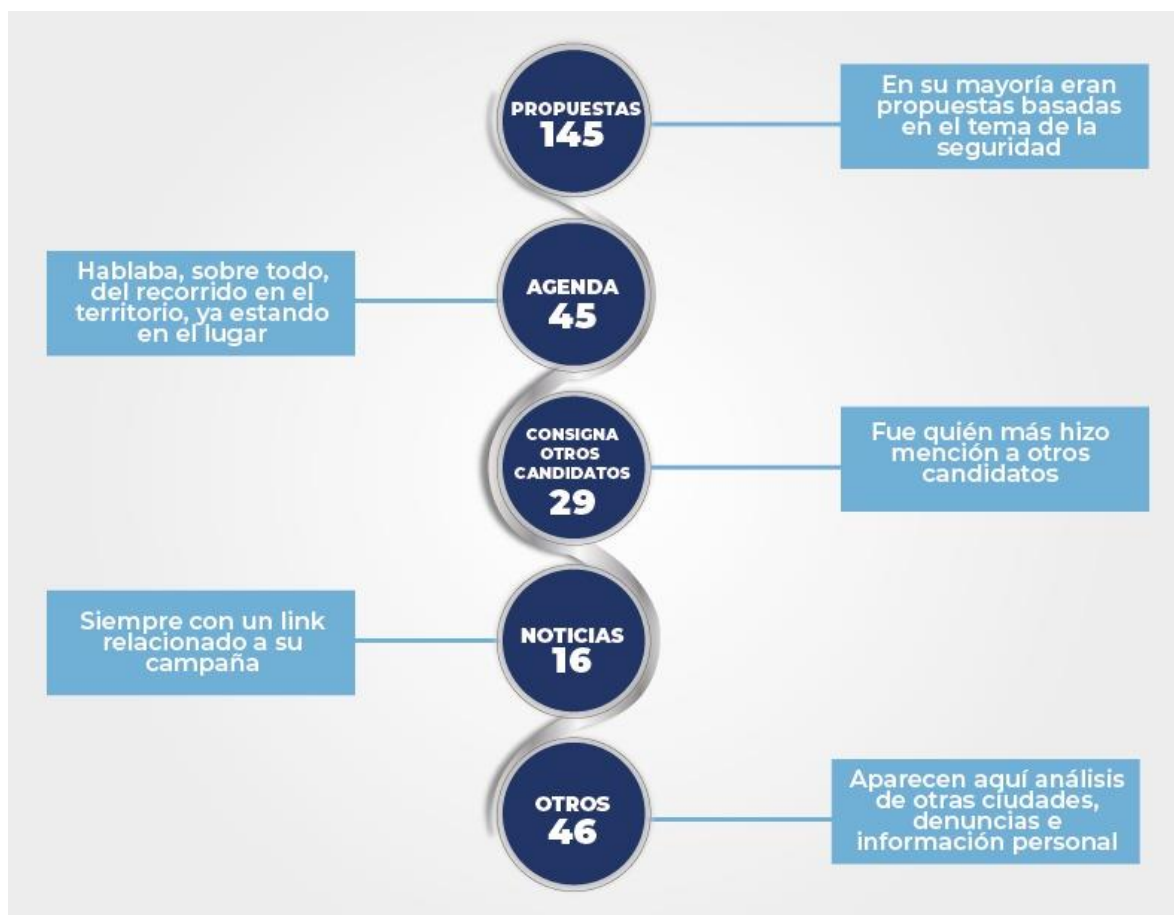 PROPUESTAS
145
En su mayoría eran
propuestas basadas
en el tema de la
seguridad
Hablaba, sobre todo,
del recorrido en el
territorio, ya estando
en el lugar
AGENDA
45
CONSIGNA
OTROS
CANDIDATOS
29
Fue quién más hizo
mención a otros
candidatos
Siempre con un link
relacionado a su
campaña
NOTICIAS
16
OTROS
46
Aparecen aquí análisis
de otras ciudades,
denuncias e
información personal